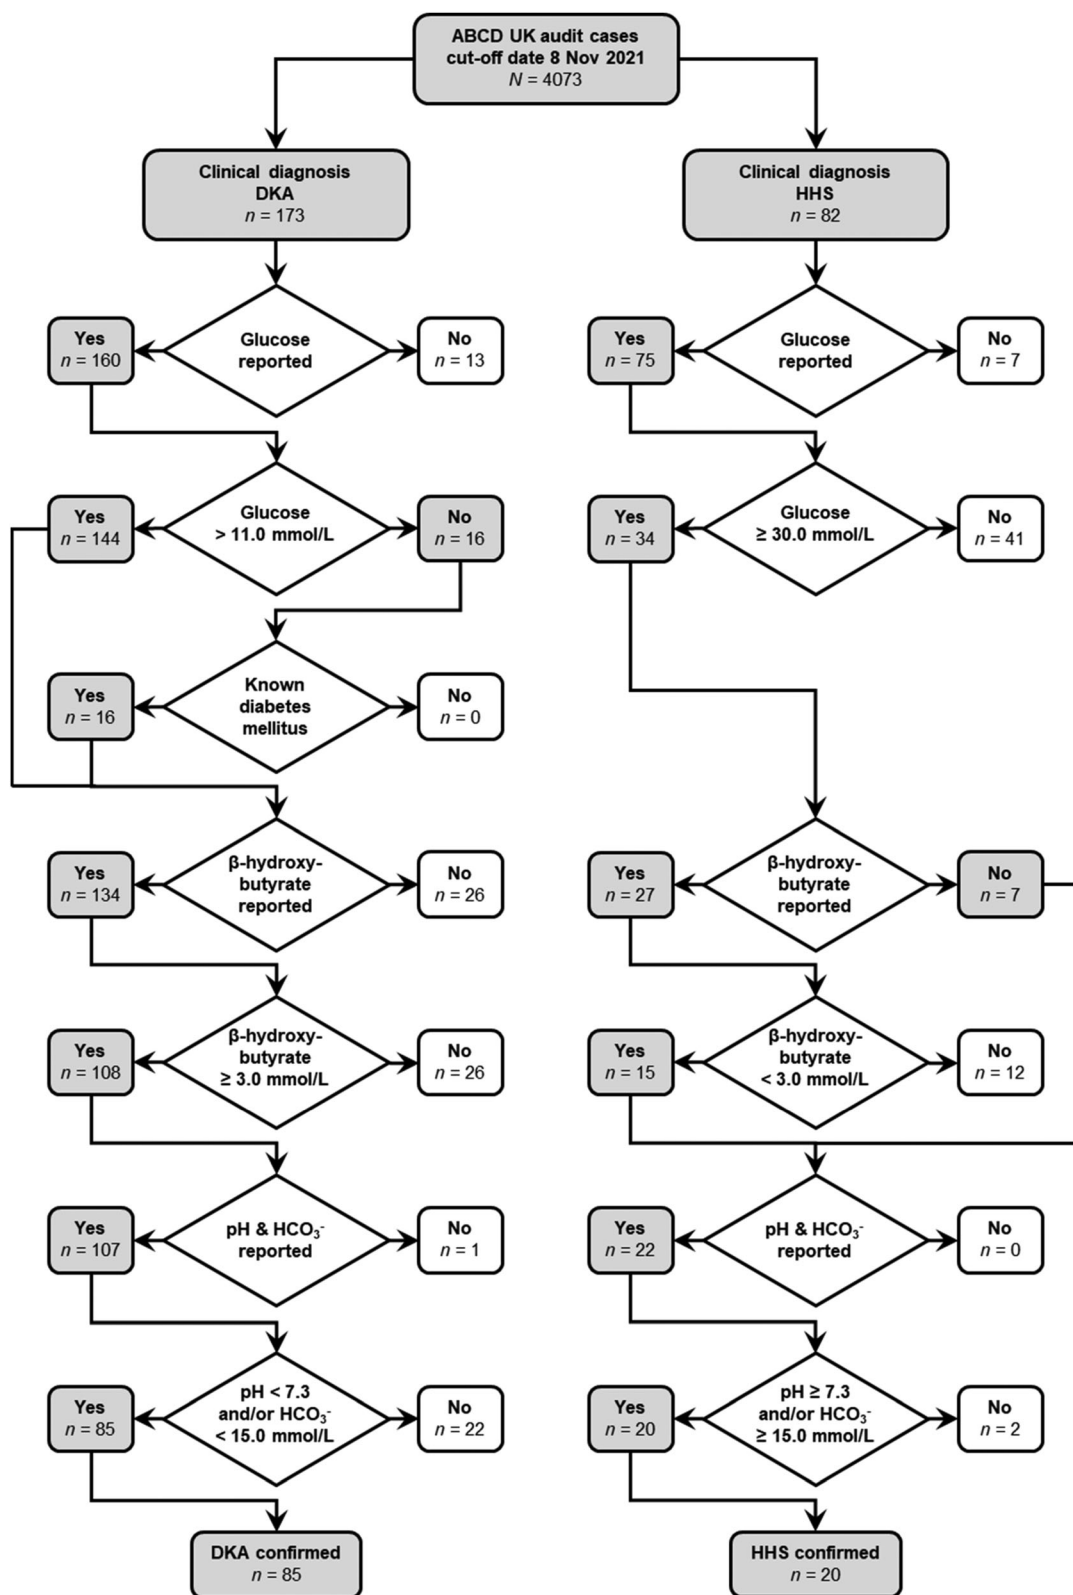 ABCD UK audit cases
cut-off date 8 Nov 2021
N = 4073
Clinical diagnosis
DKA
n = 173
Clinical diagnosis
HHS
n = 82
Yes
n = 160
Glucose
reported
No
n = 13
Yes
n = 75
Glucose
reported
No
n = 7
Yes
n = 144
Glucose
> 11.0 mmol/L
No
n = 16
Yes
n = 34
Glucose
≥ 30.0 mmol/L
No
n = 41
Yes
n = 16
Known
diabetes
mellitus
No
n = 0
Yes
n = 134
β-hydroxy-
butyrate
reported
No
n = 26
Yes
n = 27
β-hydroxy-
butyrate
reported
No
n = 7
Yes
n = 108
β-hydroxy-
butyrate
≥ 3.0 mmol/L
No
n = 26
Yes
n = 15
β-hydroxy-
butyrate
< 3.0 mmol/L
No
n = 12
Yes
n = 107
pH & HCO₃⁻
reported
No
n = 1
Yes
n = 22
pH & HCO₃⁻
reported
No
n = 0
Yes
n = 85
pH < 7.3
and/or HCO₃⁻
< 15.0 mmol/L
No
n = 22
Yes
n = 20
pH ≥ 7.3
and/or HCO₃⁻
≥ 15.0 mmol/L
No
n = 2
DKA confirmed
n = 85
HHS confirmed
n = 20